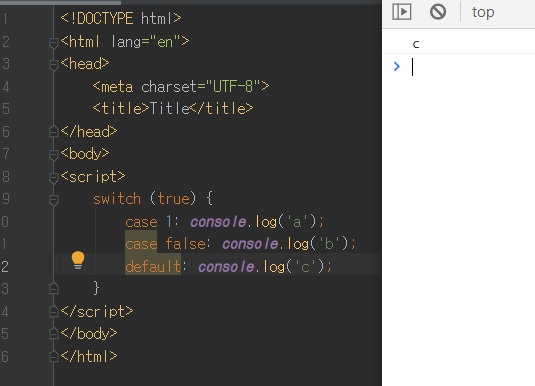 1 <!DOCTYPE html>
2 <html lang="en">
3 <head>
4 <meta charset="UTF-8">
5 <title>Title</title>
6 </head>
7 <body>
8 <script>
9 switch (true) {
0 case 1: console.log('a');
1 case false: console.log('b');
2 default: console.log('c');
3 }
4 </script>
5 </body>
6 </html>
top
c
>